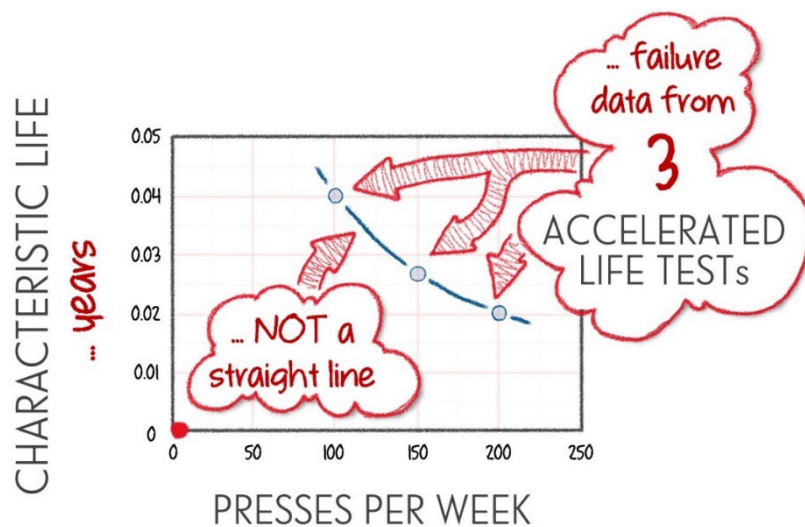 ... failure
data from
3
ACCELERATED
LIFE TESTs
CHARACTERISTIC LIFE
... years
0.05
0.04
0.03
0.02
0.01
0
... NOT a
straight line
0 50 100 150 200 250
PRESSES PER WEEK